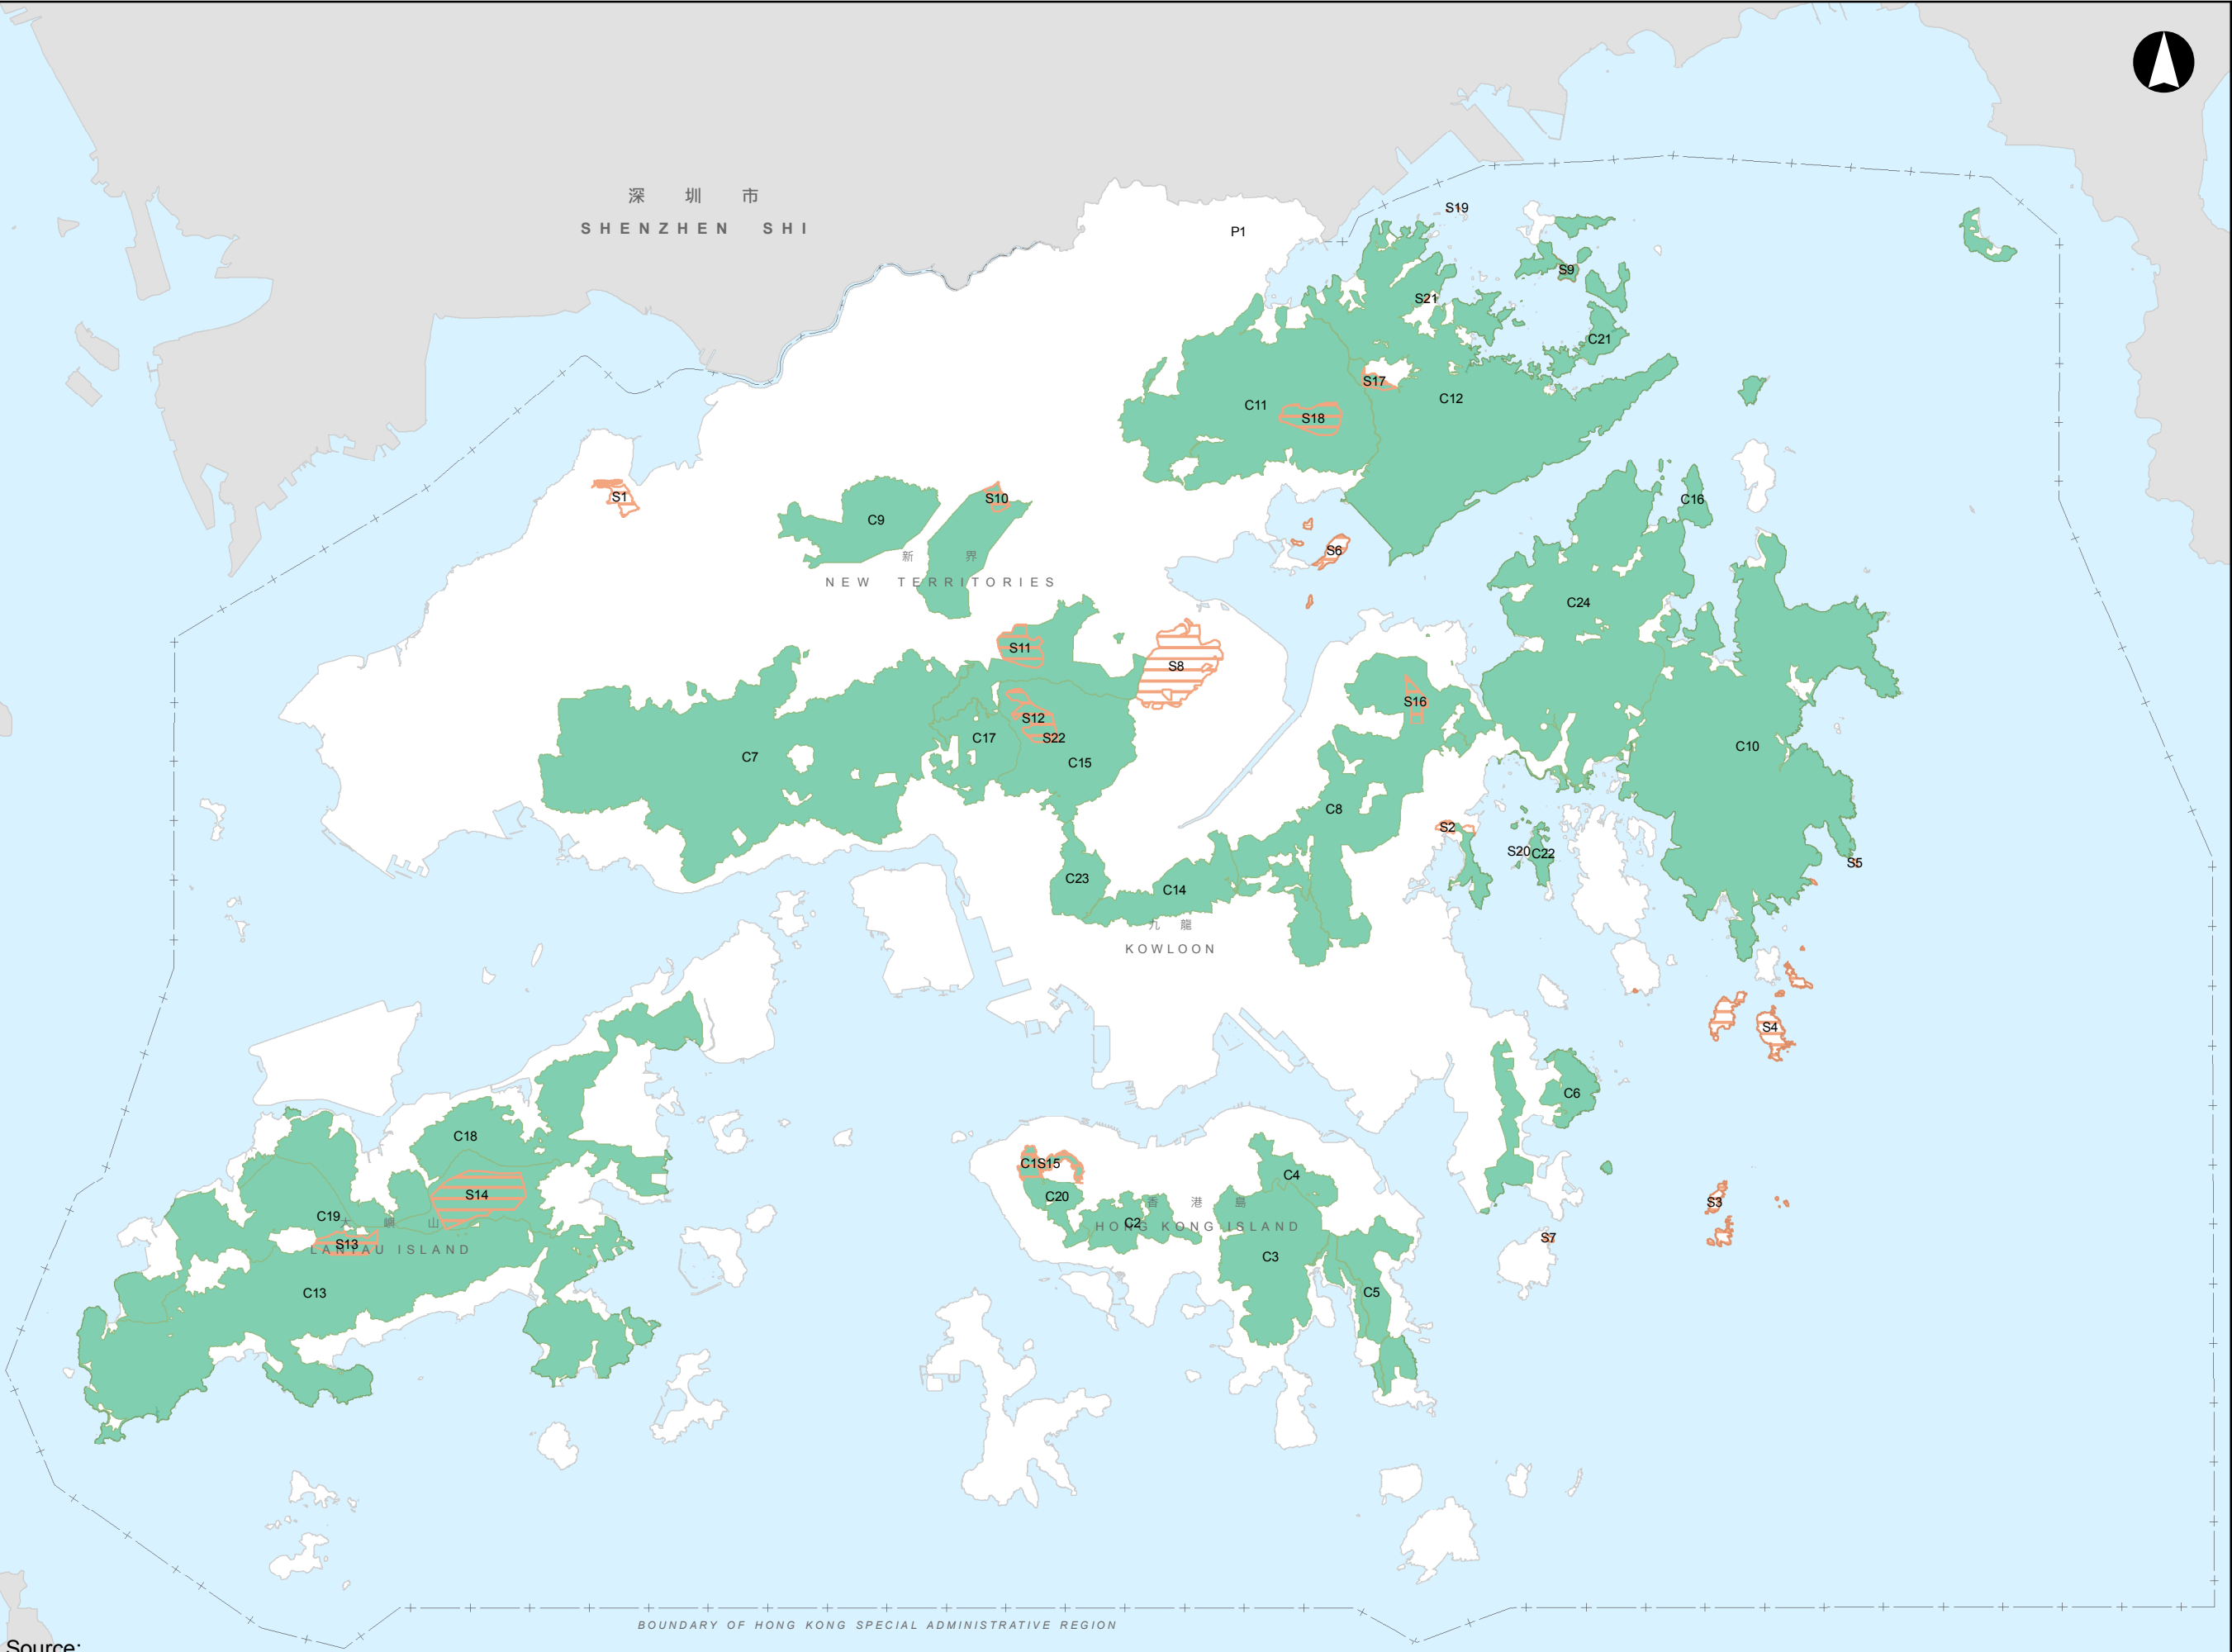 深 圳 市
SHENZHEN SHI
S19
P1
S9
S21
C21
S17
C12
C11
S18
S1
S10
C16
C9
S6
新 界
NEW TERRITORIES
C24
S11
S8
S16
S12
C17
S22
C10
C7
C15
C8
S2
S20
C22
S5
C23
C14
九 龍
KOWLOON
S4
C6
C18
C1
S15
C4
S14
C20
S3
香 港 島
C19
大 嶼 山
C2
HONG KONG ISLAND
S7
S13
LANTAU ISLAND
C3
C13
C5
BOUNDARY OF HONG KONG SPECIAL ADMINISTRATIVE REGION
Source: